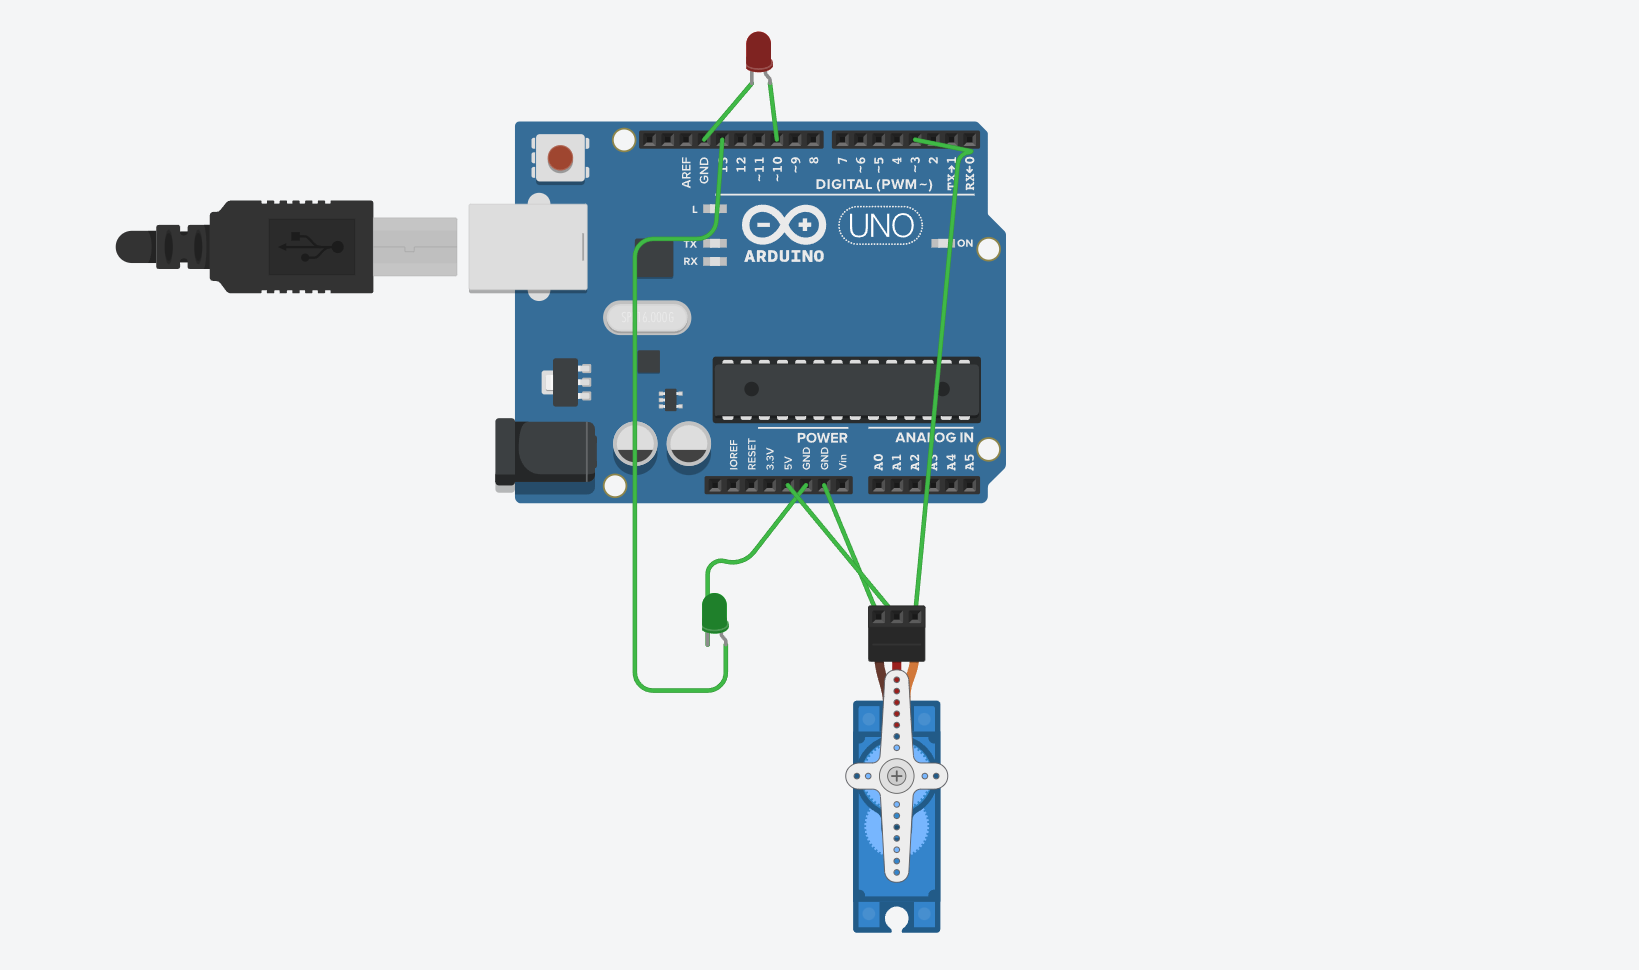 AREF
GND
13
12
~11
~10
~9
8
7
~6
~5
4
~3
2
TX→1
RX←0
DIGITAL (PWM~)
L
TX
RX
UNO
ON
ARDUINO
POWER
ANALOG IN
IOREF
RESET
3.3V
5V
GND
GND
Vin
A0
A1
A2
A3
A4
A5